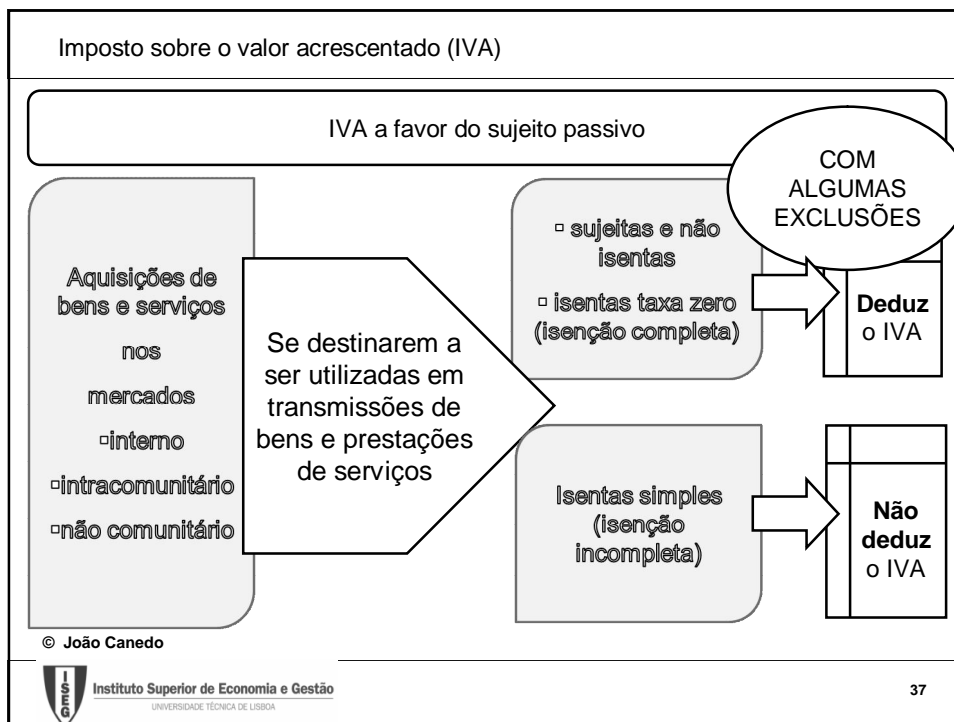 Imposto sobre o valor acrescentado (IVA)
IVA a favor do sujeito passivo
COM
ALGUMAS
EXCLUSÕES
Aquisições de
bens e serviços
nos
mercados
▫interno
▫intracomunitário
▫não comunitário
Se destinarem a
ser utilizadas em
transmissões de
bens e prestações
de serviços
▫ sujeitas e não
isentas
▫ isentas taxa zero
(isenção completa)
Deduz
o IVA
Isentas simples
(isenção
incompleta)
Não
deduz
o IVA
© João Canedo
ISEG
Instituto Superior de Economia e Gestão
UNIVERSIDADE TÉCNICA DE LISBOA
37